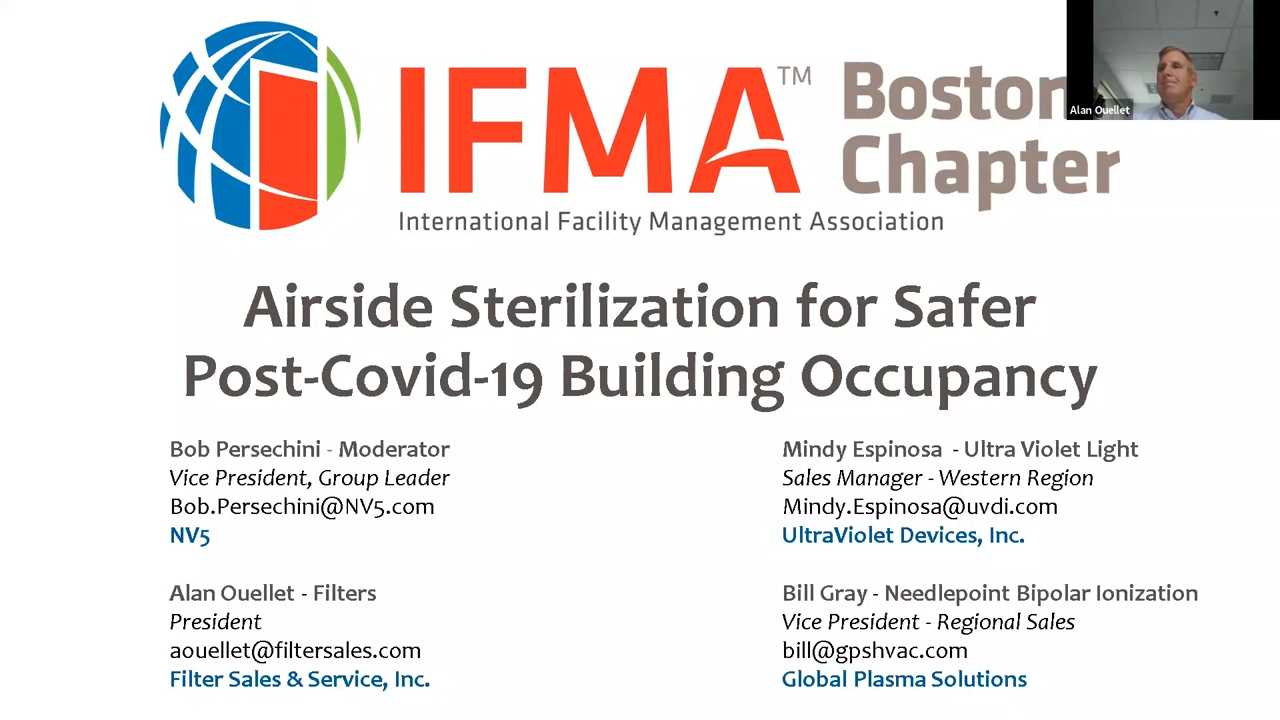 IFMA™ Boston
Chapter
International Facility Management Association
Alan Ouellet
Airside Sterilization for Safer
Post-Covid-19 Building Occupancy
Bob Persechini - Moderator
Vice President, Group Leader
Bob.Persechini@NV5.com
NV5
Mindy Espinosa - Ultra Violet Light
Sales Manager - Western Region
Mindy.Espinosa@uvdi.com
UltraViolet Devices, Inc.
Alan Ouellet - Filters
President
aouellet@filtersales.com
Filter Sales & Service, Inc.
Bill Gray - Needlepoint Bipolar Ionization
Vice President - Regional Sales
bill@gpshvac.com
Global Plasma Solutions